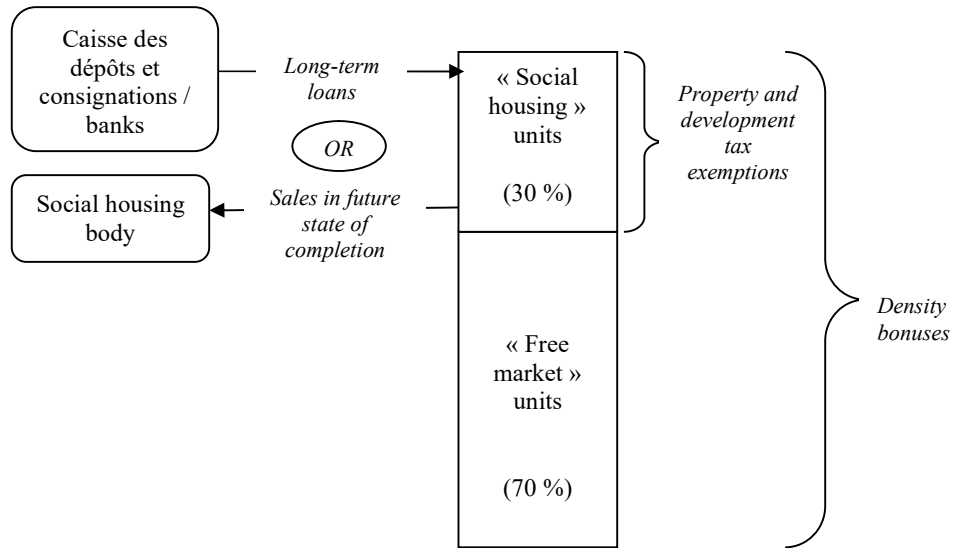 Caisse des
dépôts et
consignations /
banks
Long-term
loans
OR
Social housing
body
Sales in future
state of
completion
« Social
housing »
units
(30 %)
« Free
market »
units
(70 %)
Property and
development
tax
exemptions
Density
bonuses